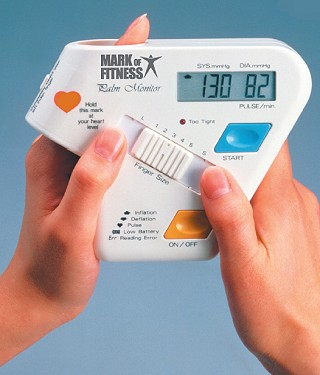 MARK OF
FITNESS
Palm Monitor
SYS.mmHg DIA.mmHg
130 82
PULSE/min.
Hold
this mark
at your
heart
level
Too Tight
START
L 1 2 3 4 5 S
Finger Size
Inflation
Deflation
Pulse
Low Battery
Err Reading Error
ON/OFF